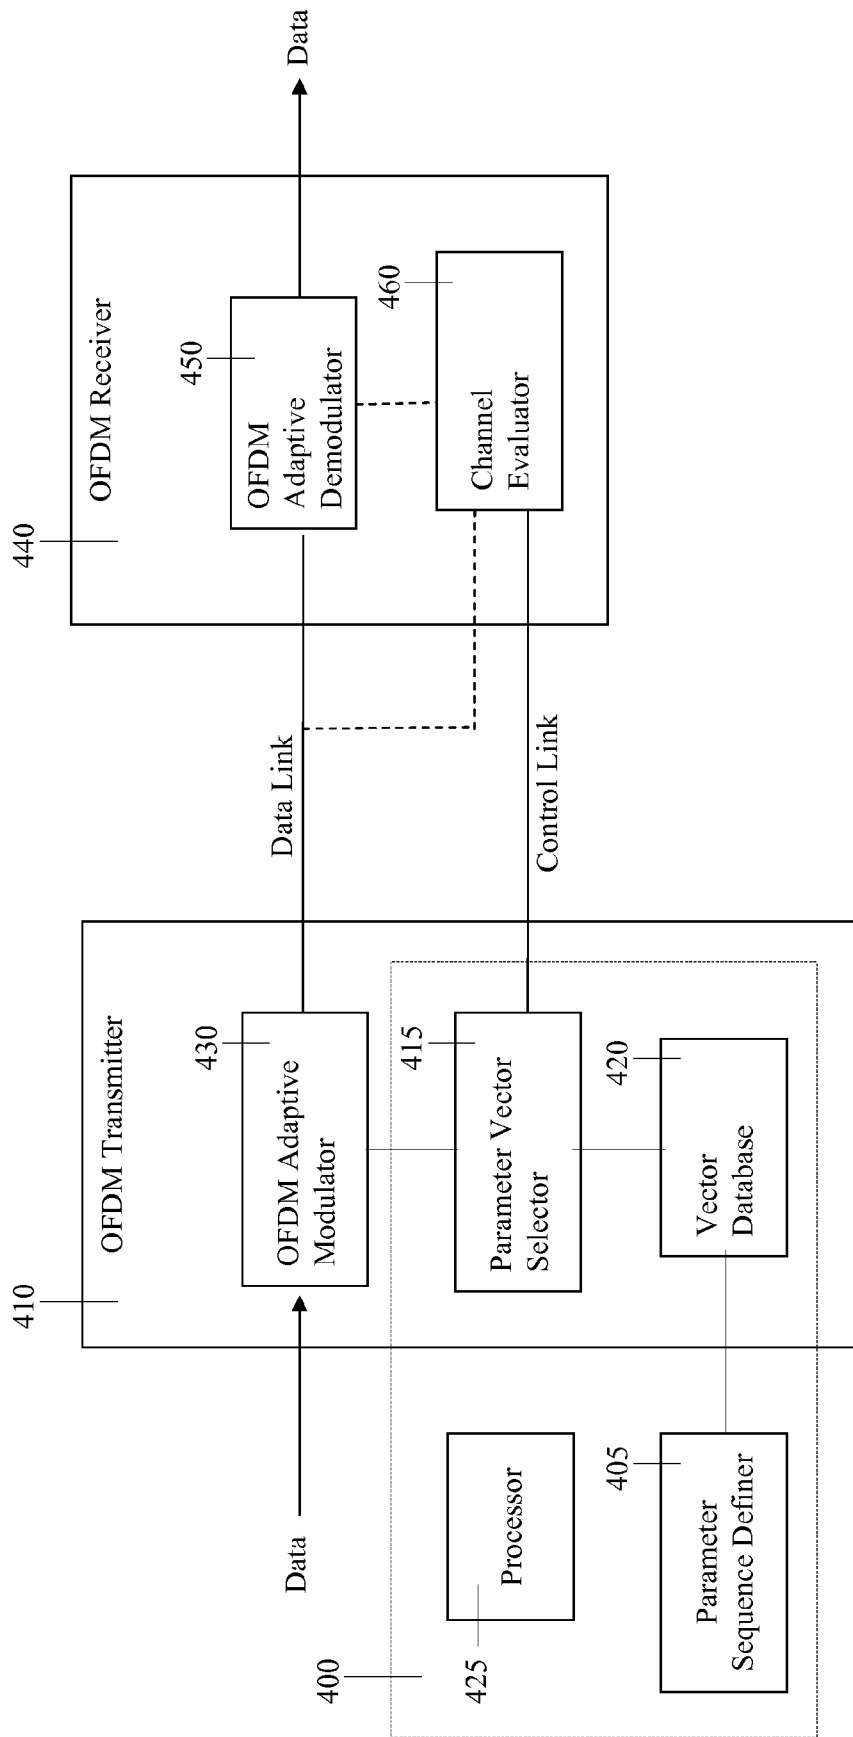 OFDM Transmitter
410
Data
OFDM Adaptive
Modulator
430
Parameter Vector
Selector
415
Vector
Database
420
Processor
425
400
Parameter
Sequence Definer
405
Data Link
Control Link
OFDM Receiver
440
OFDM
Adaptive
Demodulator
450
Channel
Evaluator
460
Data